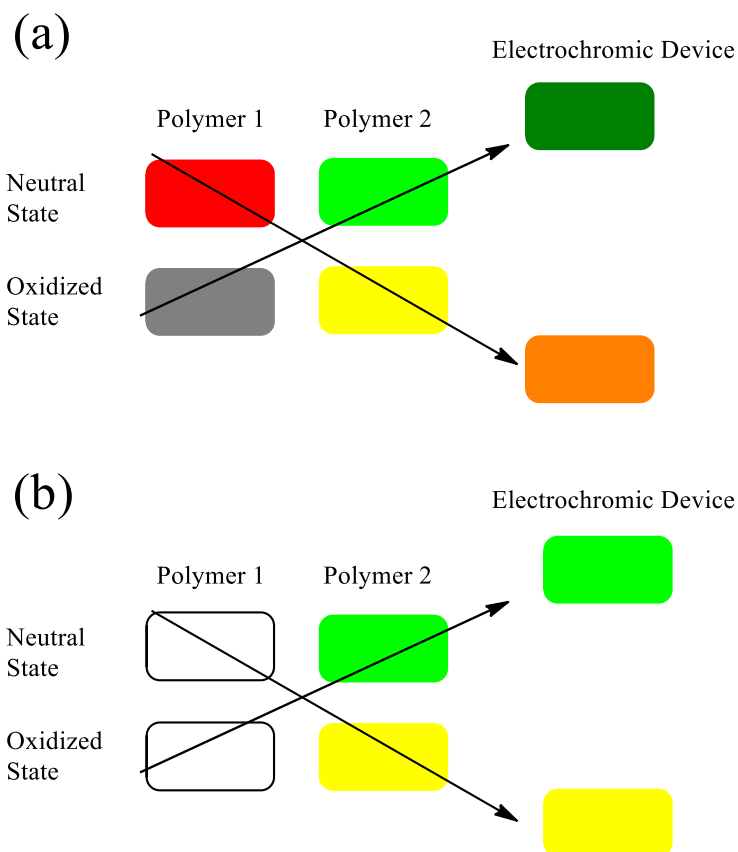 (a)
Electrochromic Device
Polymer 1
Polymer 2
Neutral
State
Oxidized
State
(b)
Electrochromic Device
Polymer 1
Polymer 2
Neutral
State
Oxidized
State